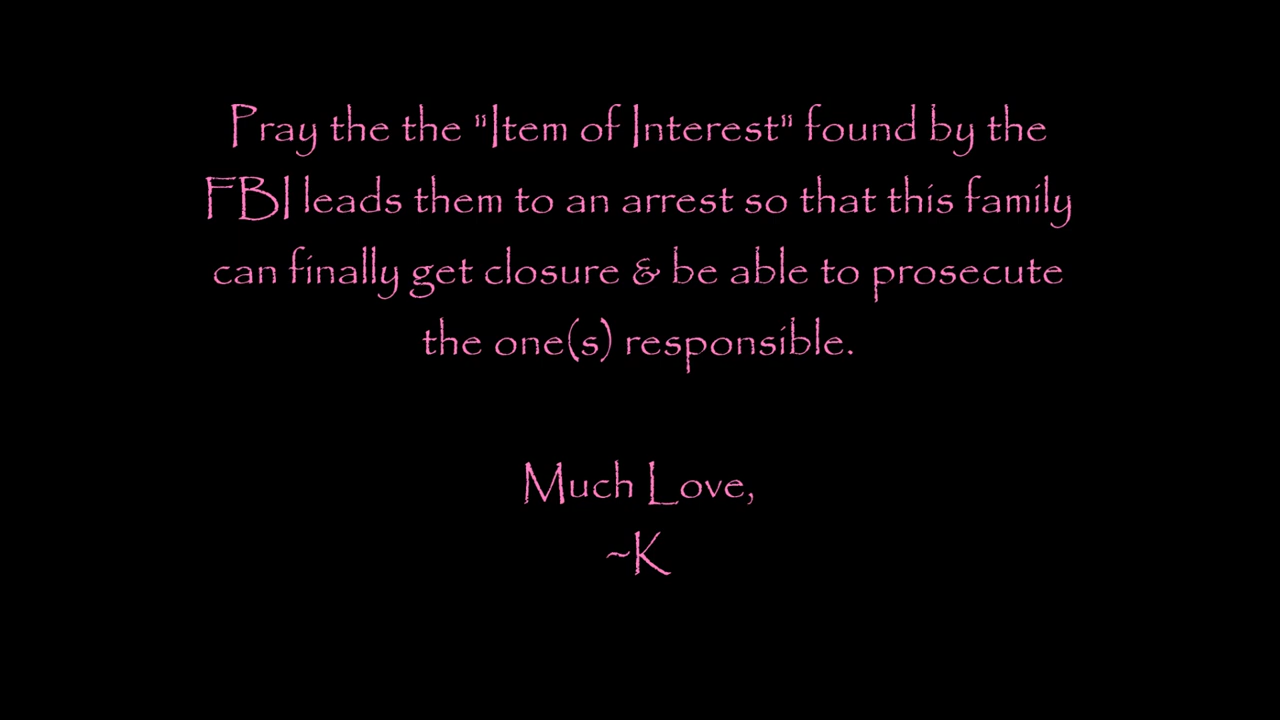 Pray the the "Item of Interest" found by the
FBI leads them to an arrest so that this family
can finally get closure & be able to prosecute
the one(s) responsible.
Much Love,
~K